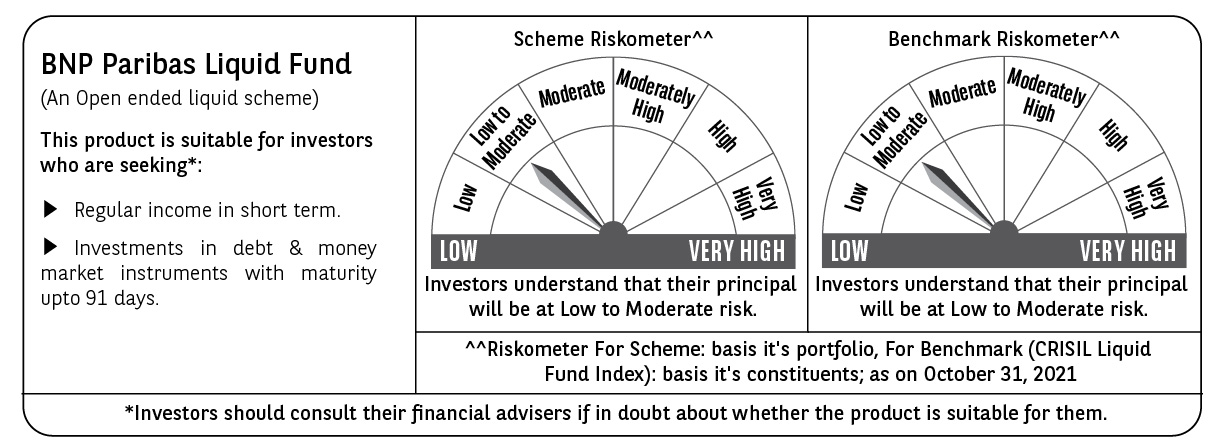 BNP Paribas Liquid Fund
(An Open ended liquid scheme)
This product is suitable for investors
who are seeking*:
Regular income in short term.
Investments in debt & money
market instruments with maturity
upto 91 days.
Scheme Riskometer^^
Low
Low to
Moderate
Moderate
Moderately
High
High
Very
High
LOW
VERY HIGH
Investors understand that their principal
will be at Low to Moderate risk.
Benchmark Riskometer^^
Low
Low to
Moderate
Moderate
Moderately
High
High
Very
High
LOW
VERY HIGH
Investors understand that their principal
will be at Low to Moderate risk.
^^Riskometer For Scheme: basis it's portfolio, For Benchmark (CRISIL Liquid
Fund Index): basis it's constituents; as on October 31, 2021
*Investors should consult their financial advisers if in doubt about whether the product is suitable for them.